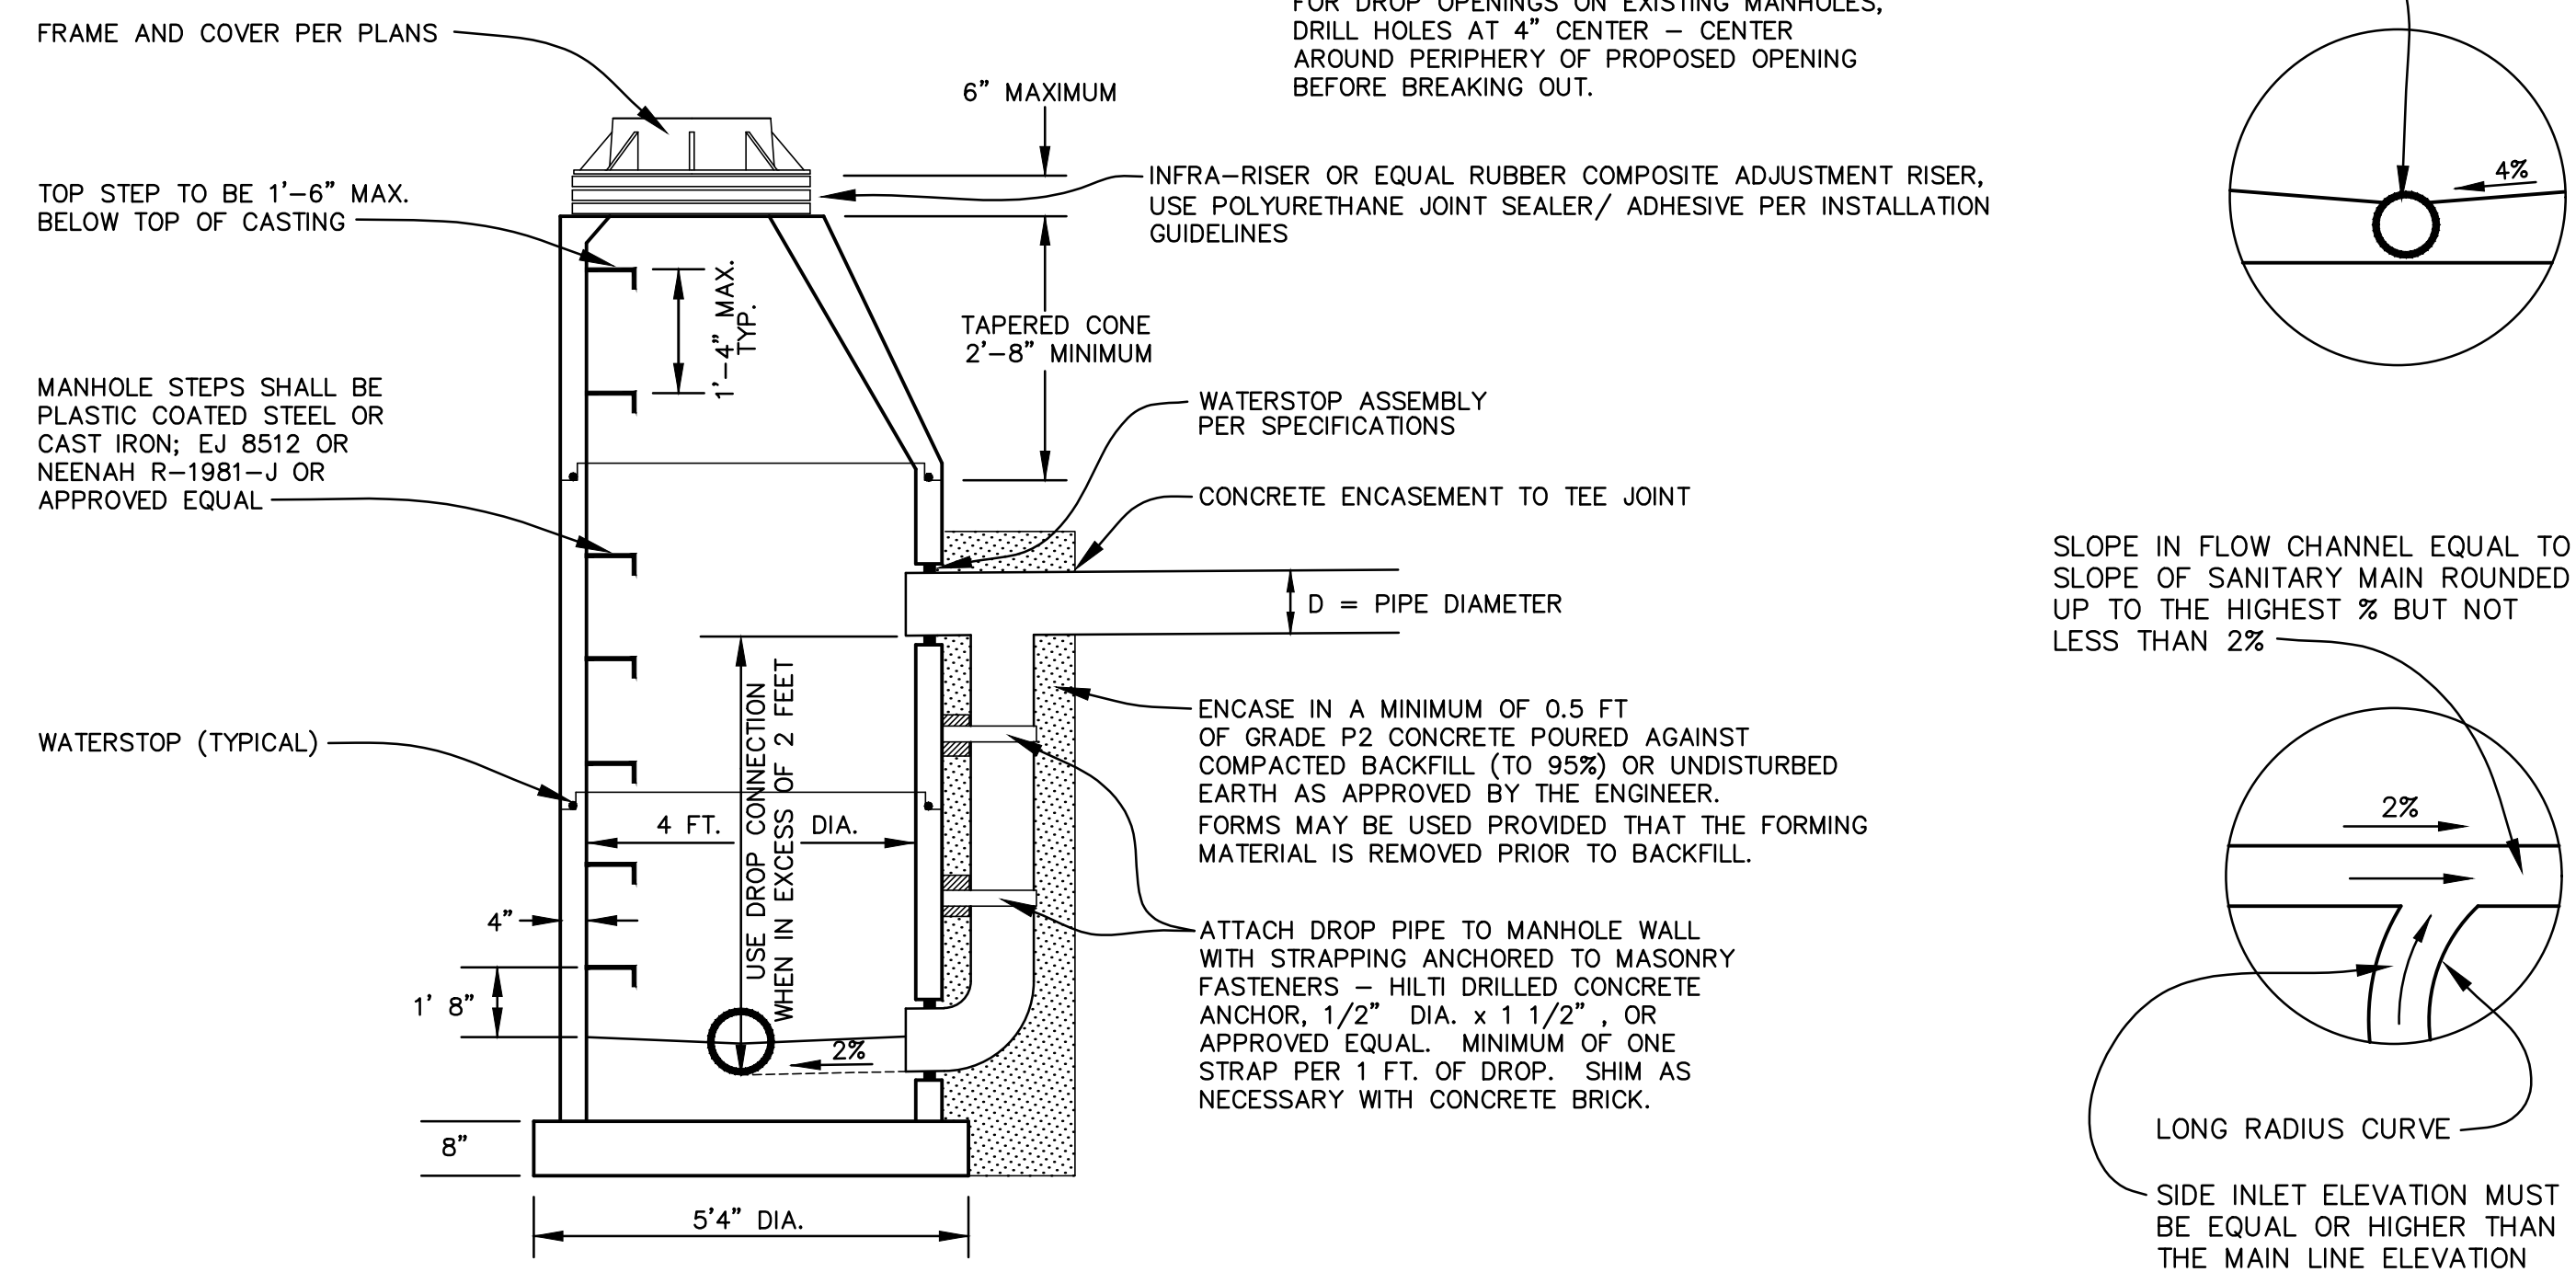 FRAME AND COVER PER PLANS
TOP STEP TO BE 1'-6" MAX.
BELOW TOP OF CASTING
MANHOLE STEPS SHALL BE
PLASTIC COATED STEEL OR
CAST IRON; EJ 8512 OR
NEENAH R-1981-J OR
APPROVED EQUAL
WATERSTOP (TYPICAL)
4"
1' 8"
8"
5'4" DIA.
1'-4" MAX.
TYP.
4 FT. DIA.
USE DROP CONNECTION
WHEN IN EXCESS OF 2 FEET
2%
6" MAXIMUM
TAPERED CONE
2'-8" MINIMUM
FOR DROP OPENINGS ON EXISTING MANHOLES,
DRILL HOLES AT 4" CENTER - CENTER
AROUND PERIPHERY OF PROPOSED OPENING
BEFORE BREAKING OUT.
INFRA-RISER OR EQUAL RUBBER COMPOSITE ADJUSTMENT RISER,
USE POLYURETHANE JOINT SEALER/ ADHESIVE PER INSTALLATION
GUIDELINES
WATERSTOP ASSEMBLY
PER SPECIFICATIONS
CONCRETE ENCASEMENT TO TEE JOINT
D = PIPE DIAMETER
ENCASE IN A MINIMUM OF 0.5 FT
OF GRADE P2 CONCRETE POURED AGAINST
COMPACTED BACKFILL (TO 95%) OR UNDISTURBED
EARTH AS APPROVED BY THE ENGINEER.
FORMS MAY BE USED PROVIDED THAT THE FORMING
MATERIAL IS REMOVED PRIOR TO BACKFILL.
ATTACH DROP PIPE TO MANHOLE WALL
WITH STRAPPING ANCHORED TO MASONRY
FASTENERS - HILTI DRILLED CONCRETE
ANCHOR, 1/2" DIA. x 1 1/2" , OR
APPROVED EQUAL. MINIMUM OF ONE
STRAP PER 1 FT. OF DROP. SHIM AS
NECESSARY WITH CONCRETE BRICK.
4%
SLOPE IN FLOW CHANNEL EQUAL TO
SLOPE OF SANITARY MAIN ROUNDED
UP TO THE HIGHEST % BUT NOT
LESS THAN 2%
2%
LONG RADIUS CURVE
SIDE INLET ELEVATION MUST
BE EQUAL OR HIGHER THAN
THE MAIN LINE ELEVATION